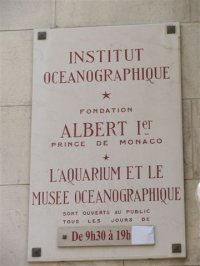 INSTITUT
OCEANOGRAPHIQUE
★
FONDATION
ALBERT Ier
PRINCE DE MONACO
★
L'AQUARIUM ET LE
MUSEE OCEANOGRAPHIQUE
SONT OUVERTS AU PUBLIC
TOUS LES JOURS DE
De 9h30 à 19h